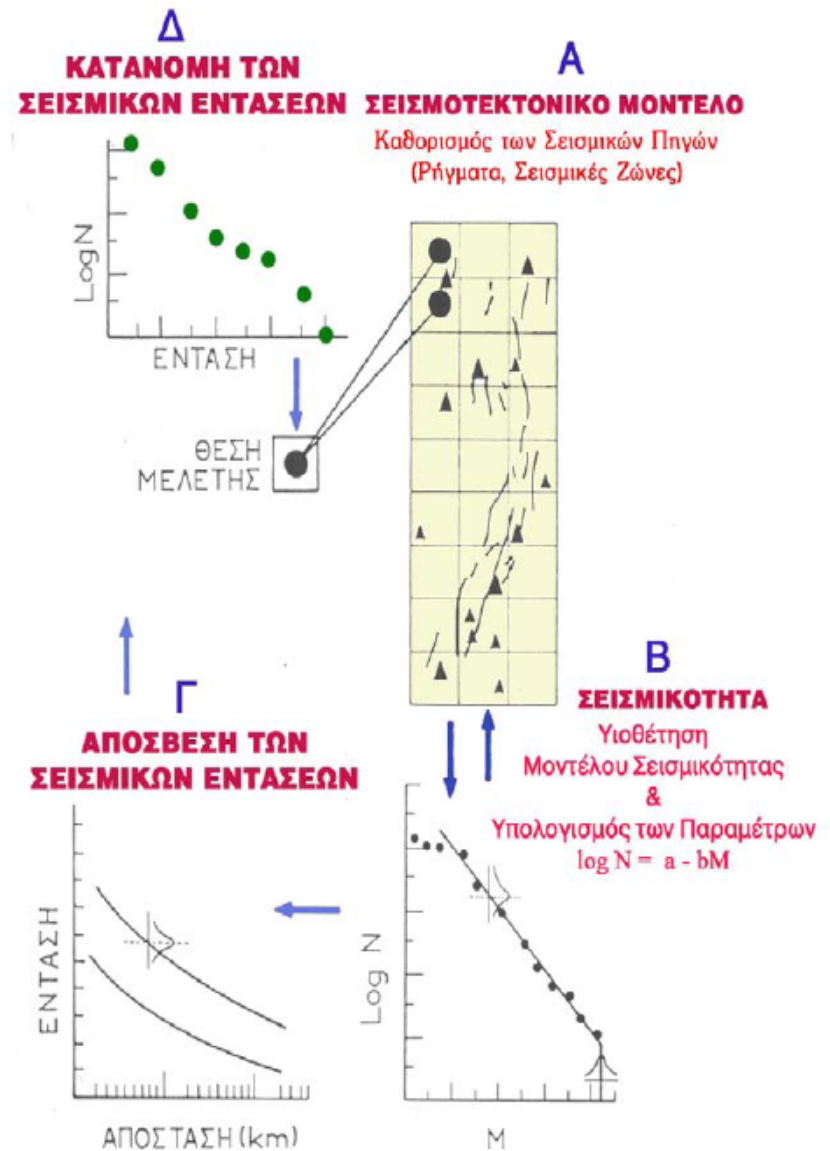 Δ
ΚΑΤΑΝΟΜΗ ΤΩΝ
ΣΕΙΣΜΙΚΩΝ ΕΝΤΑΣΕΩΝ
Log N
ΕΝΤΑΣΗ
Α
ΣΕΙΣΜΟΤΕΚΤΟΝΙΚΟ ΜΟΝΤΕΛΟ
Καθορισμός των Σεισμικών Πηγών
(Ρήγματα, Σεισμικές Ζώνες)
ΘΕΣΗ
ΜΕΛΕΤΗΣ
Β
ΣΕΙΣΜΙΚΟΤΗΤΑ
Υιοθέτηση
Μοντέλου Σεισμικότητας
&
Υπολογισμός των Παραμέτρων
log N = a - bM
Log N
M
Γ
ΑΠΟΣΒΕΣΗ ΤΩΝ
ΣΕΙΣΜΙΚΩΝ ΕΝΤΑΣΕΩΝ
ΕΝΤΑΣΗ
ΑΠΟΣΤΑΣΗ (km)